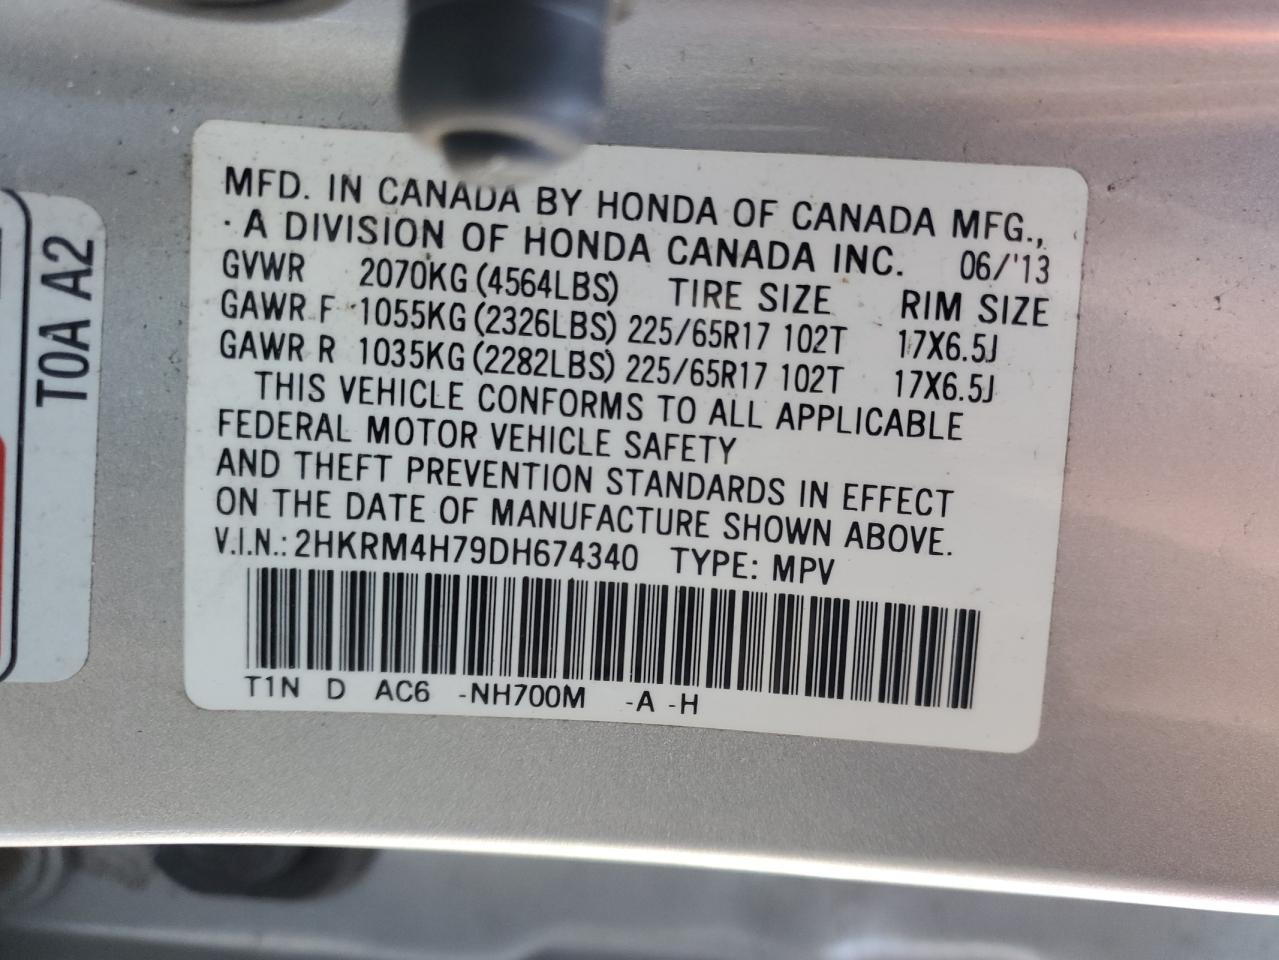 MFD. IN CANADA BY HONDA OF CANADA MFG.,
· A DIVISION OF HONDA CANADA INC. 06/'13
GVWR 2070KG (4564LBS) TIRE SIZE RIM SIZE
GAWR F 1055KG (2326LBS) 225/65R17 102T 17X6.5J
GAWR R 1035KG (2282LBS) 225/65R17 102T 17X6.5J
THIS VEHICLE CONFORMS TO ALL APPLICABLE
FEDERAL MOTOR VEHICLE SAFETY
AND THEFT PREVENTION STANDARDS IN EFFECT
ON THE DATE OF MANUFACTURE SHOWN ABOVE.
V.I.N.: 2HKRM4H79DH674340 TYPE: MPV
T1N D AC6 -NH700M -A -H
T0A A2